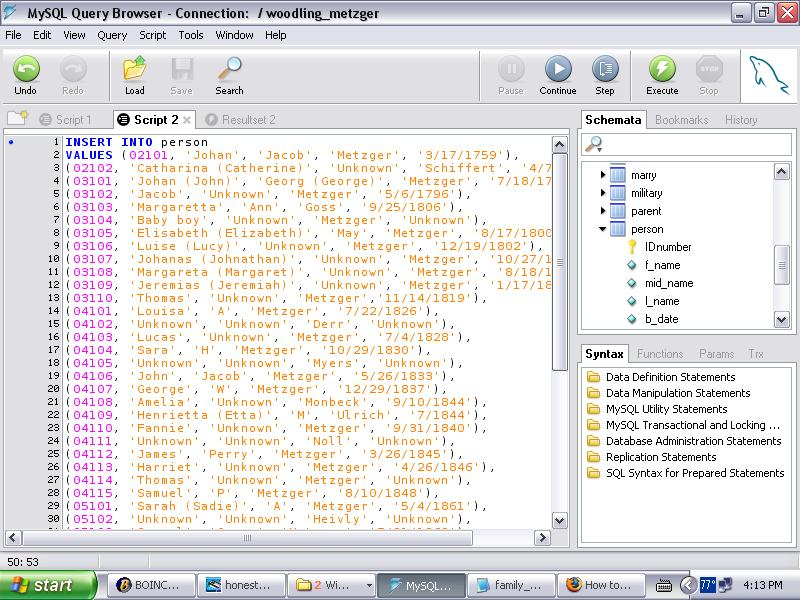 MySQL Query Browser - Connection: / woodling_metzger
File Edit View Query Script Tools Window Help
Undo Redo Load Save Search Pause Continue Step Execute Stop
Script 1 Script 2 Resultset 2
1 INSERT INTO person
2 VALUES (02101, 'Johan', 'Jacob', 'Metzger', '3/17/1759'),
3 (02102, 'Catharina (Catherine)', 'Unknown', 'Schiffert', '4/7
4 (03101, 'Johan (John)', 'Georg (George)', 'Metzger', '7/18/17
5 (03102, 'Jacob', 'Unknown', 'Metzger', '5/6/1796'),
6 (03103, 'Margaretta', 'Ann', 'Goss', '9/25/1806'),
7 (03104, 'Baby boy', 'Unknown', 'Metzger', 'Unknown'),
8 (03105, 'Elisabeth (Elizabeth)', 'May', 'Metzger', '8/17/1800
9 (03106, 'Luise (Lucy)', 'Unknown', 'Metzger', '12/19/1802'),
10 (03107, 'Johanas (Johnathan)', 'Unknown', 'Metzger', '10/27/1
11 (03108, 'Margareta (Margaret)', 'Unknown', 'Metzger', '8/18/1
12 (03109, 'Jeremias (Jeremiah)', 'Unknown', 'Metzger', '1/17/18
13 (03110, 'Thomas', 'Unknown', 'Metzger','11/14/1819'),
14 (04101, 'Louisa', 'A', 'Metzger', '7/22/1826'),
15 (04102, 'Unknown', 'Unknown', 'Derr', 'Unknown'),
16 (04103, 'Lucas', 'Unknown', 'Metzger', '7/4/1828'),
17 (04104, 'Sara', 'H', 'Metzger', '10/29/1830'),
18 (04105, 'Unknown', 'Unknown', 'Myers', 'Unknown'),
19 (04106, 'John', 'Jacob', 'Metzger', '5/26/1833'),
20 (04107, 'George', 'W', 'Metzger', '12/29/1837'),
21 (04108, 'Amelia', 'Unknown', 'Monbeck', '9/10/1844'),
22 (04109, 'Henrietta (Etta)', 'M', 'Ulrich', '7/1844'),
23 (04110, 'Fannie', 'Unknown', 'Metzger', '9/31/1840'),
24 (04111, 'Unknown', 'Unknown', 'Noll', 'Unknown'),
25 (04112, 'James', 'Perry', 'Metzger', '3/26/1845'),
26 (04113, 'Harriet', 'Unknown', 'Metzger', '4/26/1846'),
27 (04114, 'Thomas', 'Unknown', 'Metzger', 'Unknown'),
28 (04115, 'Samuel', 'P', 'Metzger', '8/10/1848'),
29 (05101, 'Sarah (Sadie)', 'A', 'Metzger', '5/4/1861'),
30 (05102, 'Unknown', 'Unknown', 'Heivly', 'Unknown'),
Schemata Bookmarks History
marry
military
parent
person
IDnumber
f_name
mid_name
l_name
b_date
Syntax Functions Params Trx
Data Definition Statements
Data Manipulation Statements
MySQL Utility Statements
MySQL Transactional and Locking ...
Database Administration Statements
Replication Statements
SQL Syntax for Prepared Statements
50: 53
start BOINC... honest... 2 Wi... MySQL... family_... How to... 77° 4:13 PM